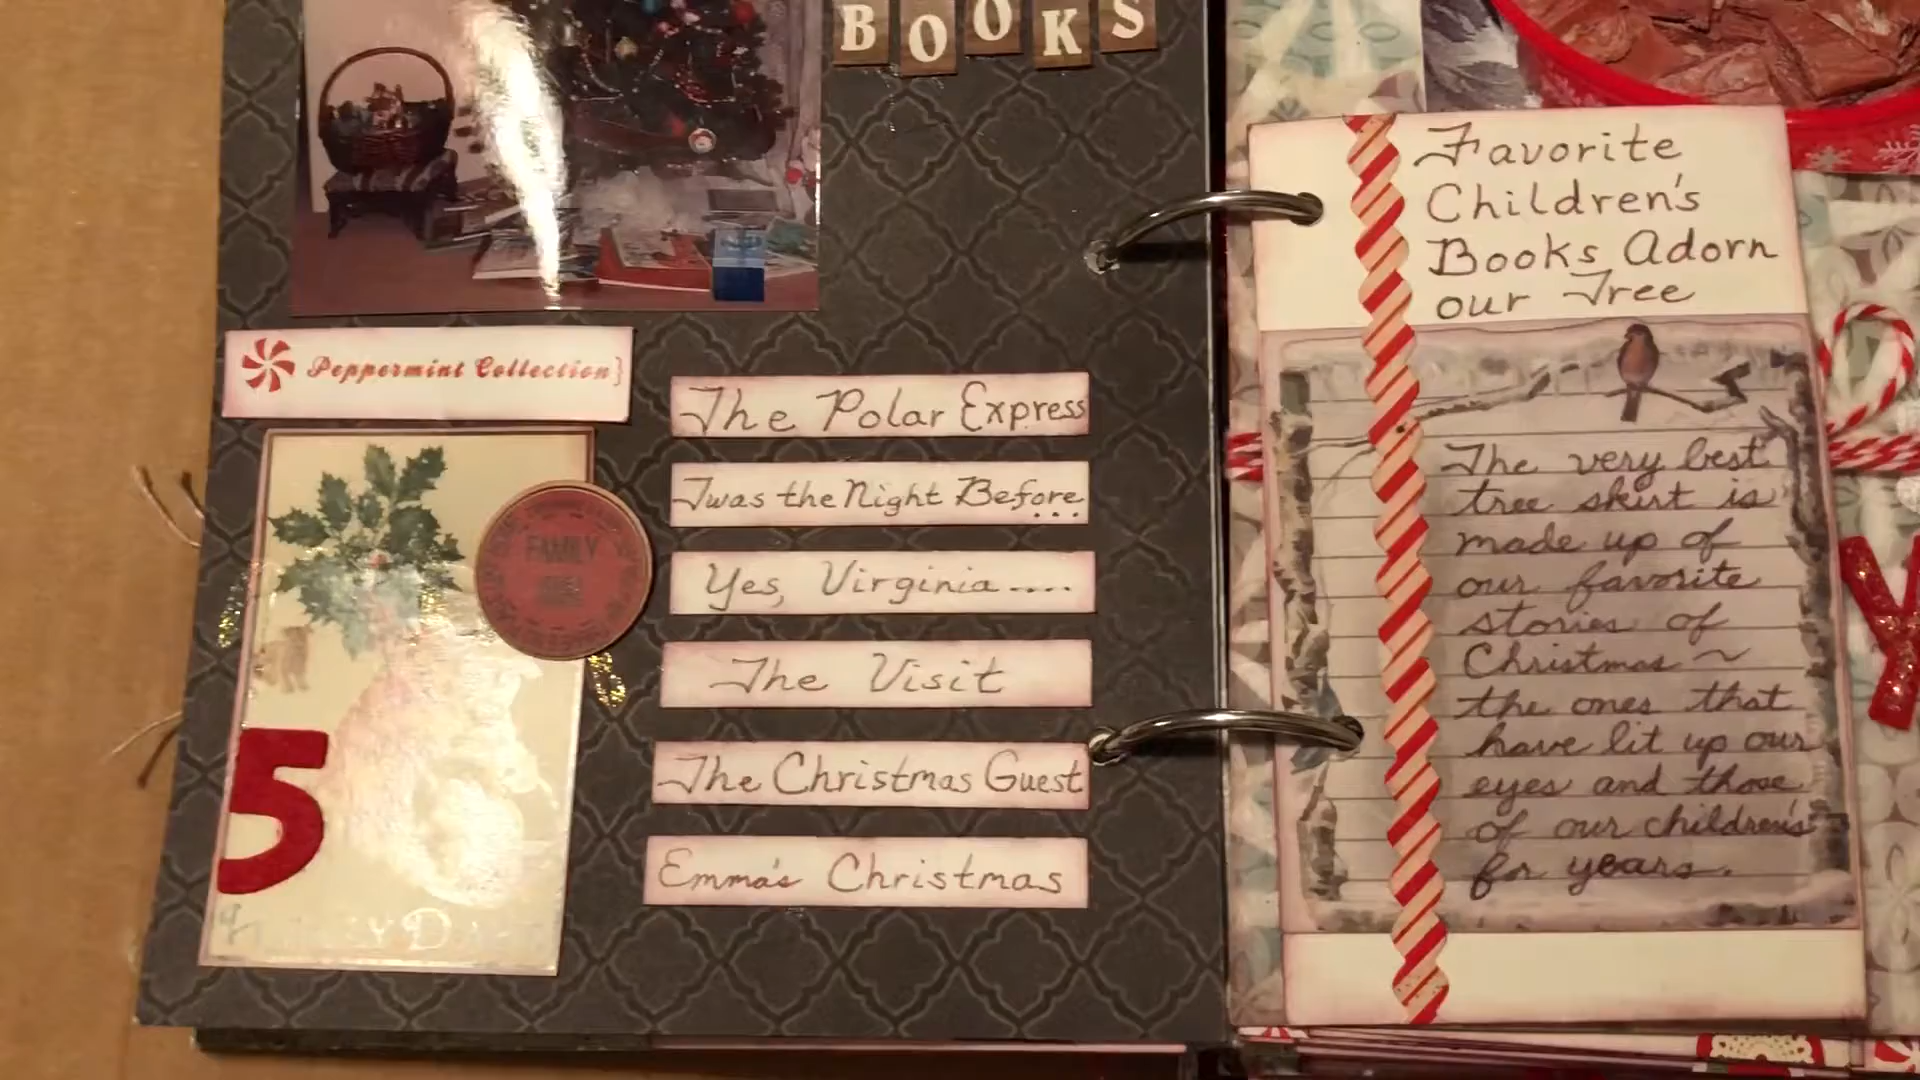 BOOKS
Peppermint Collection}
The Polar Express
Twas the Night Before...
Yes, Virginia....
The Visit
The Christmas Guest
Emma's Christmas
FAMILY
5
Favorite
Children's
Books Adorn
our Tree
The very best
tree skirt is
made up of
our favorite
stories of
Christmas ~
the ones that
have lit up our
eyes and those
of our children's
for years.
Y